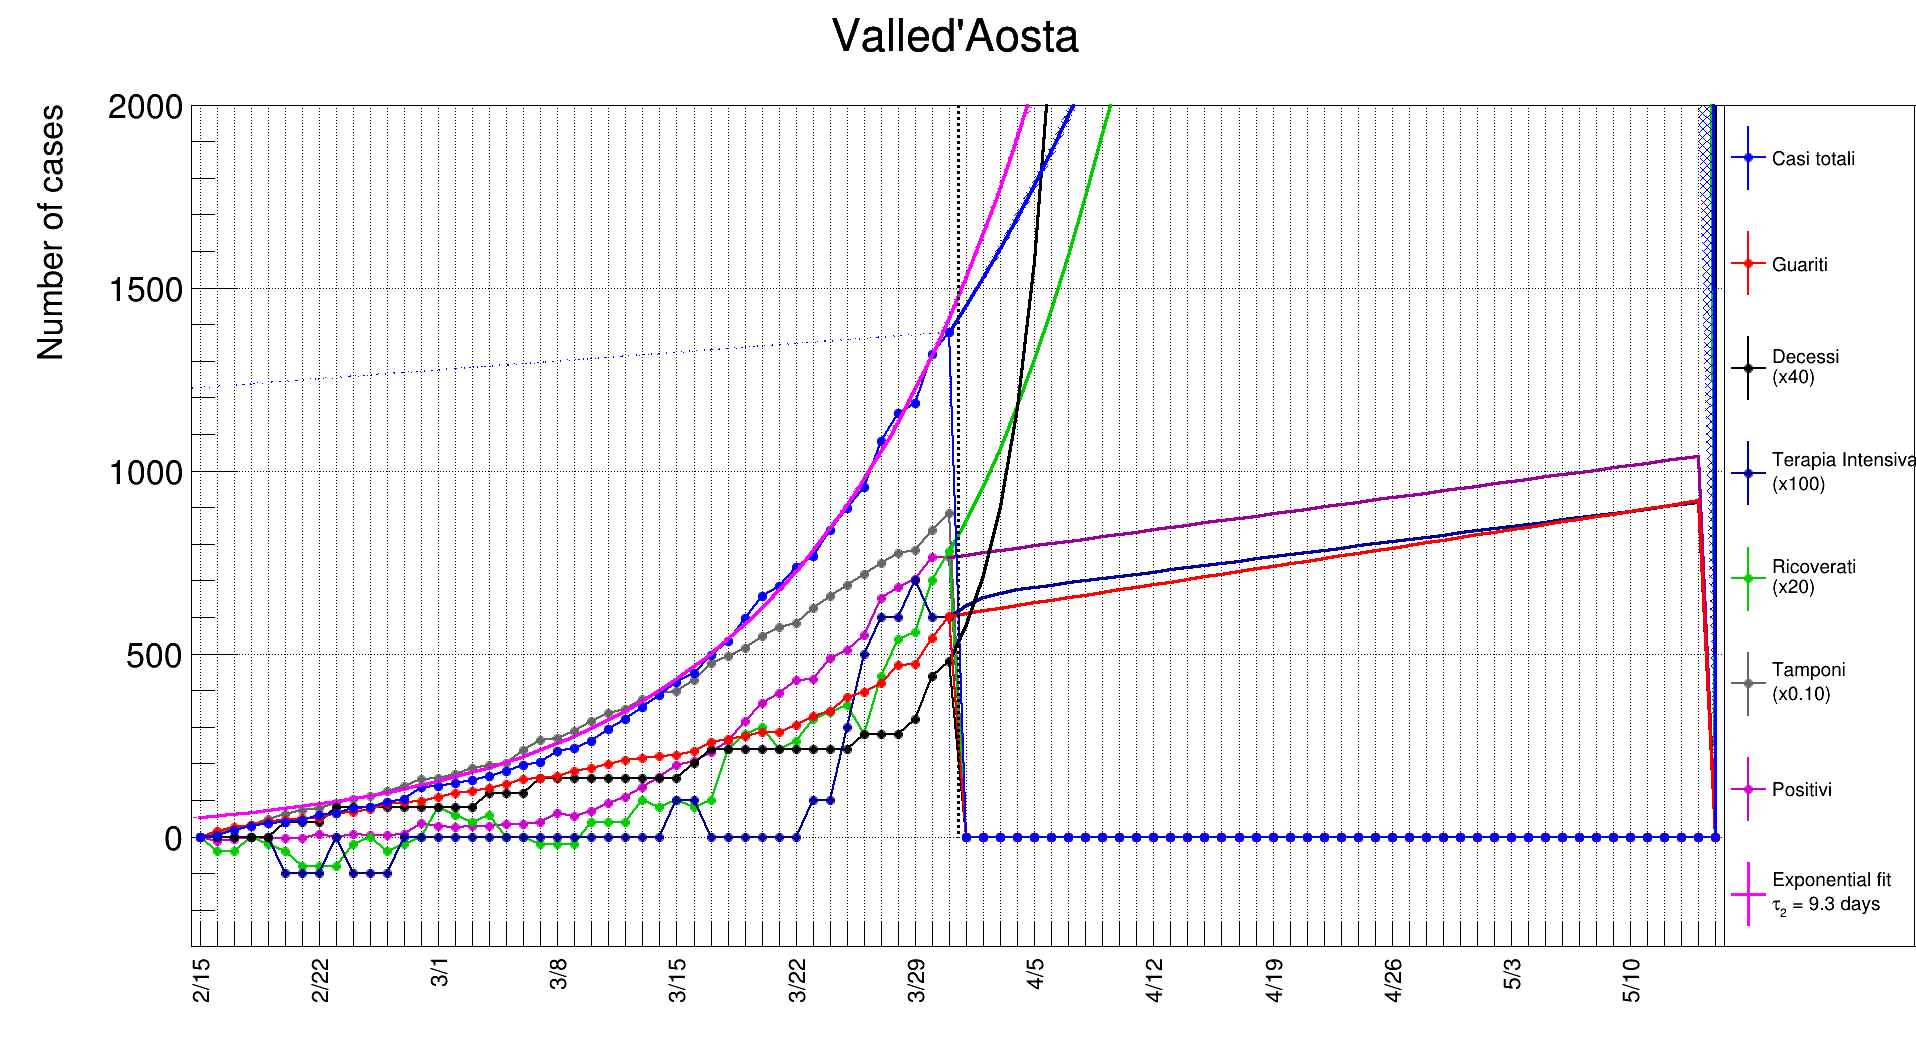 Valled'Aosta
Number of cases
2000
1500
1000
500
0
2/15
2/22
3/1
3/8
3/15
3/22
3/29
4/5
4/12
4/19
4/26
5/3
5/10
Casi totali
Guariti
Decessi
(x40)
Terapia Intensiva
(x100)
Ricoverati
(x20)
Tamponi
(x0.10)
Positivi
Exponential fit
τ2 = 9.3 days